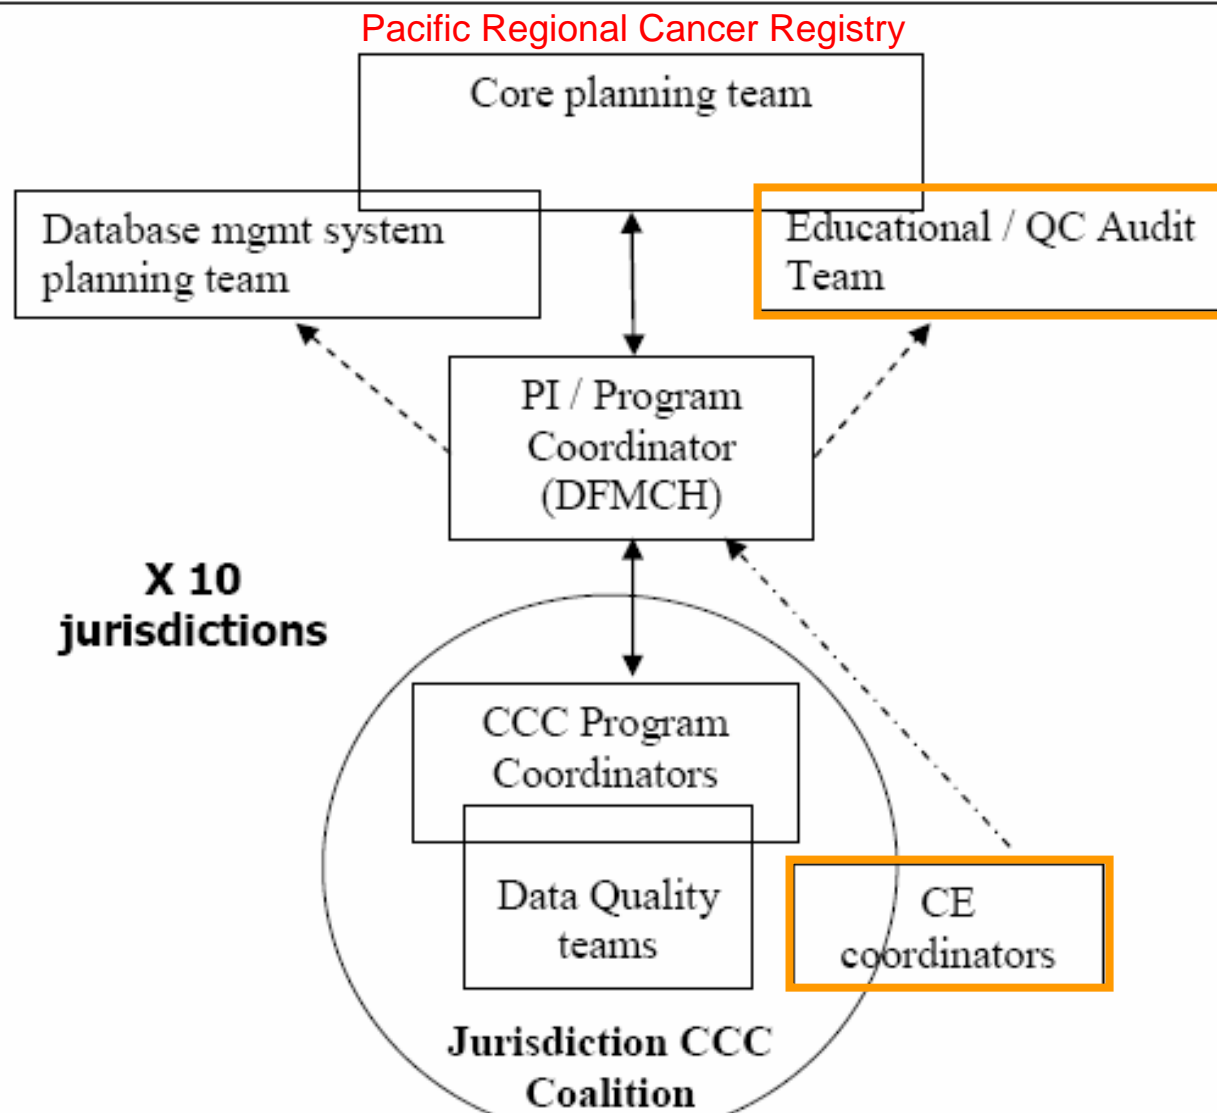 Pacific Regional Cancer Registry
Core planning team
Database mgmt system
planning team
Educational / QC Audit
Team
PI / Program
Coordinator
(DFMCH)
X 10
jurisdictions
CCC Program
Coordinators
Data Quality
teams
CE
coordinators
Jurisdiction CCC
Coalition